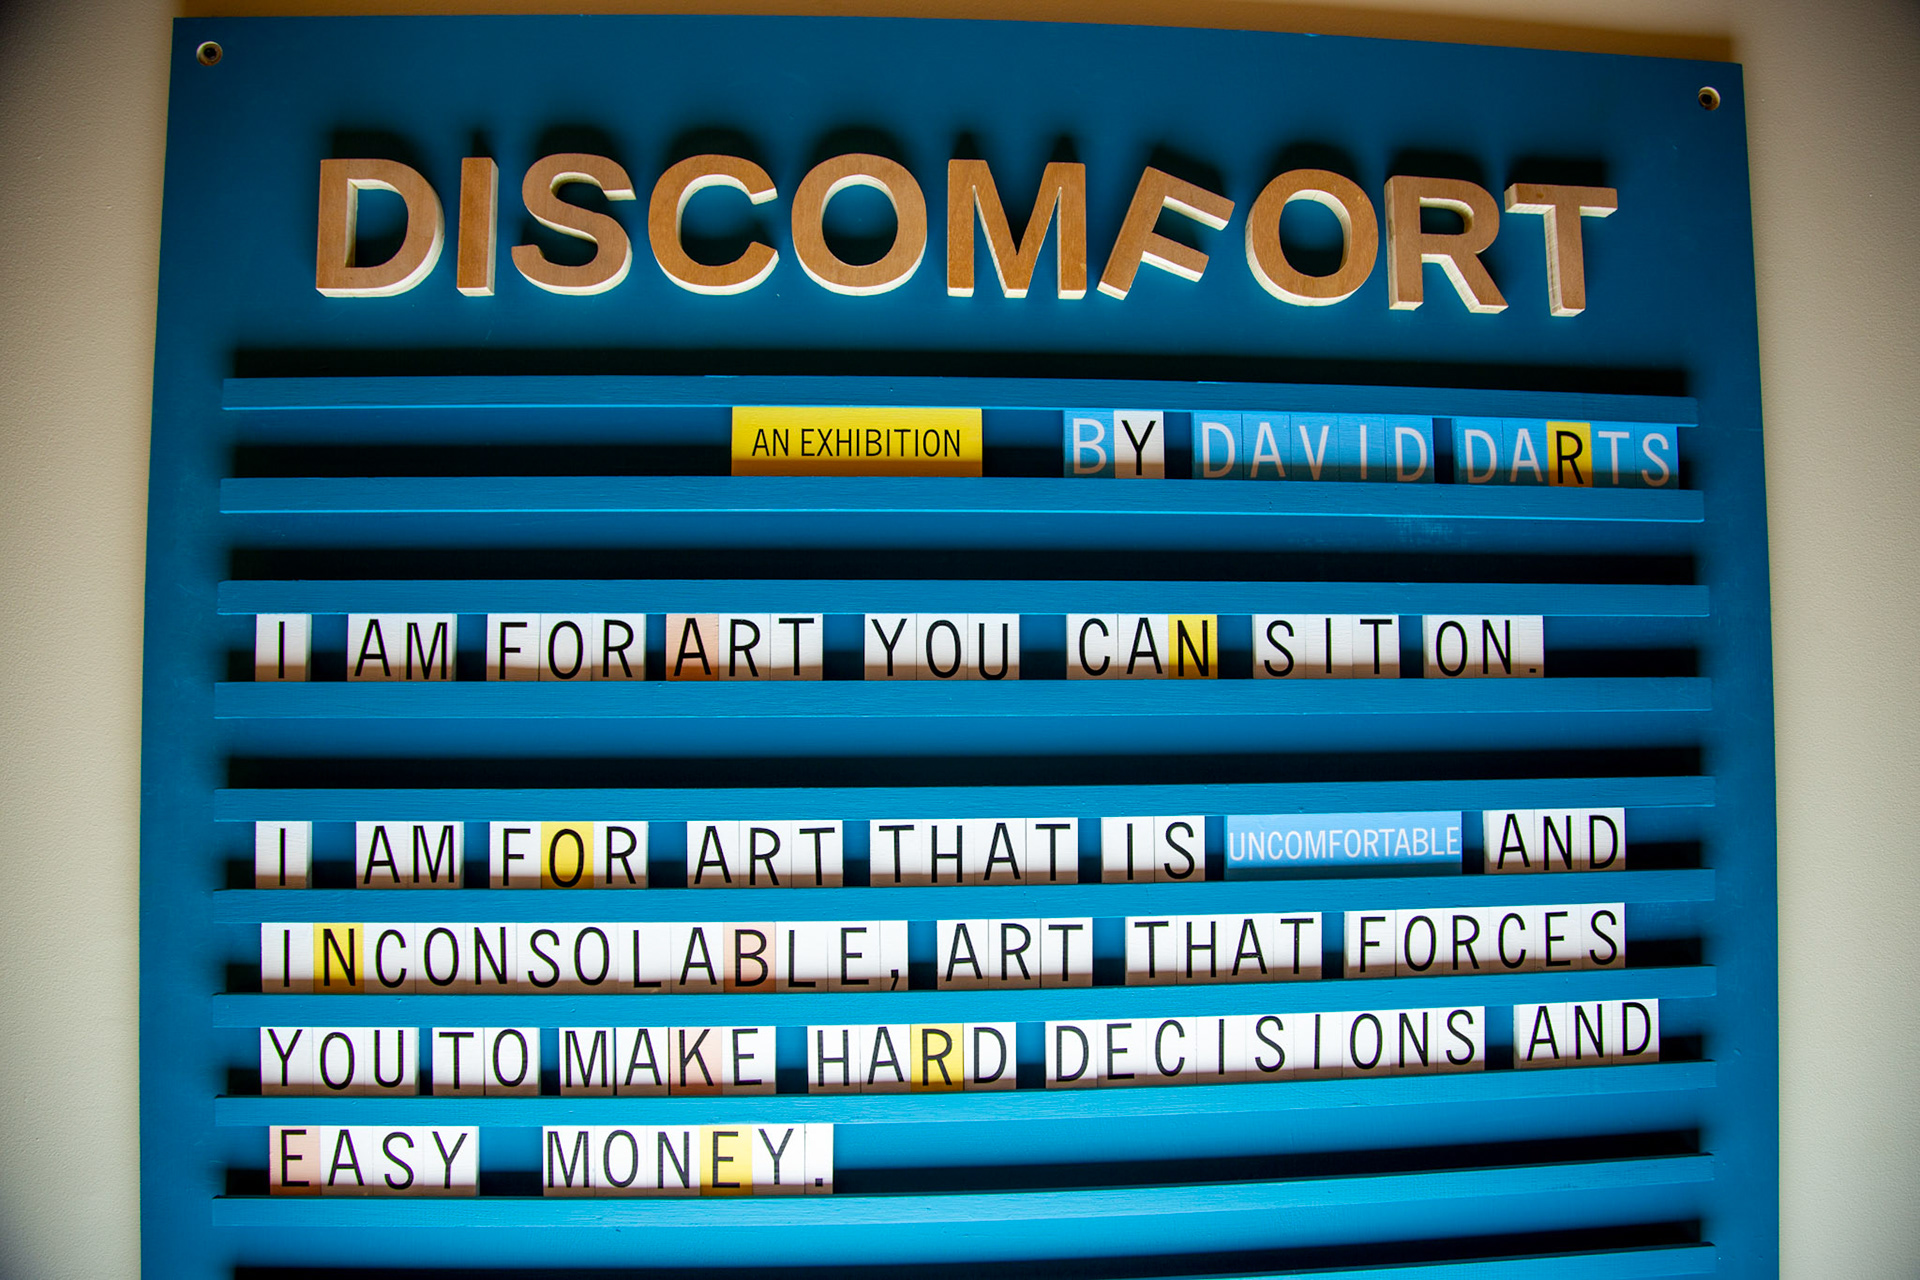 DISCOMFORT
AN EXHIBITION BY DAVID DARTS
I AM FOR ART YOU CAN SIT ON.
I AM FOR ART THAT IS UNCOMFORTABLE AND
INCONSOLABLE, ART THAT FORCES
YOU TO MAKE HARD DECISIONS AND
EASY MONEY.